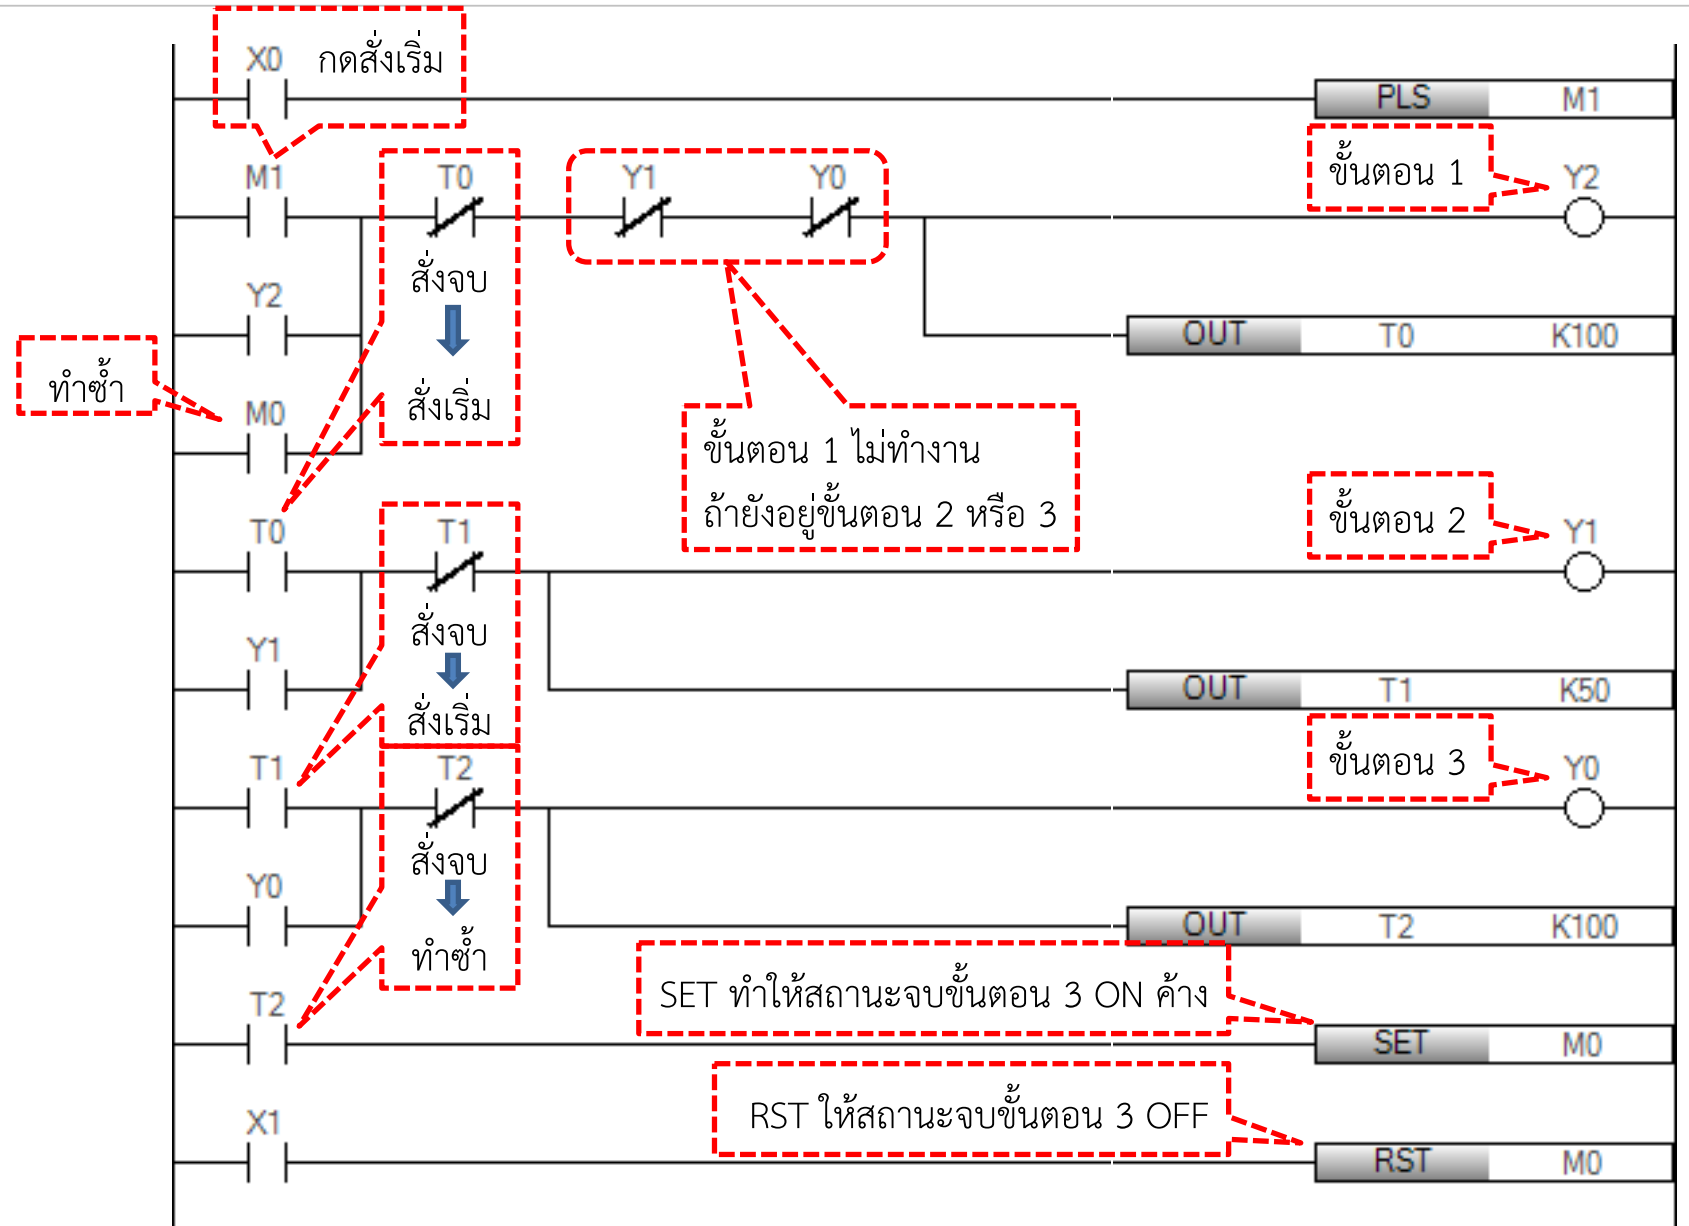 X0 กดสั่งเริ่ม
PLS M1
ขั้นตอน 1
M1 T0 Y1 Y0 Y2
สั่งจบ
Y2
OUT T0 K100
ทำซ้ำ
สั่งเริ่ม
M0
ขั้นตอน 1 ไม่ทำงาน
ถ้ายังอยู่ขั้นตอน 2 หรือ 3
ขั้นตอน 2
T0 T1 Y1
สั่งจบ
Y1
OUT T1 K50
สั่งเริ่ม
ขั้นตอน 3
T1 T2 Y0
สั่งจบ
Y0
OUT T2 K100
ทำซ้ำ
SET ทำให้สถานะจบขั้นตอน 3 ON ค้าง
T2
SET M0
RST ให้สถานะจบขั้นตอน 3 OFF
X1
RST M0